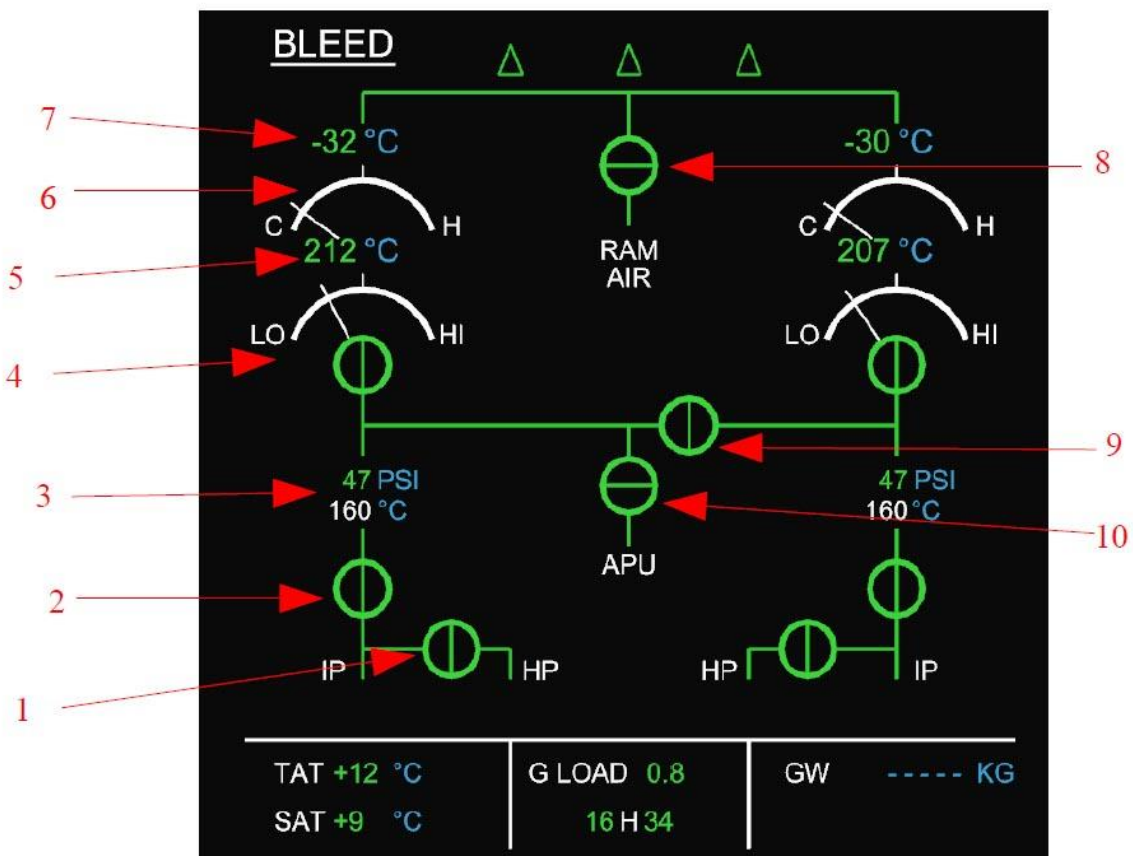 BLEED
7
-32 °C
-30 °C
8
6
C H
RAM
AIR
C H
5
212 °C
207 °C
LO HI
LO HI
4
9
3
47 PSI
160 °C
47 PSI
160 °C
10
APU
2
IP HP
HP IP
1
TAT +12 °C
G LOAD 0.8
GW ----- KG
SAT +9 °C
16 H 34